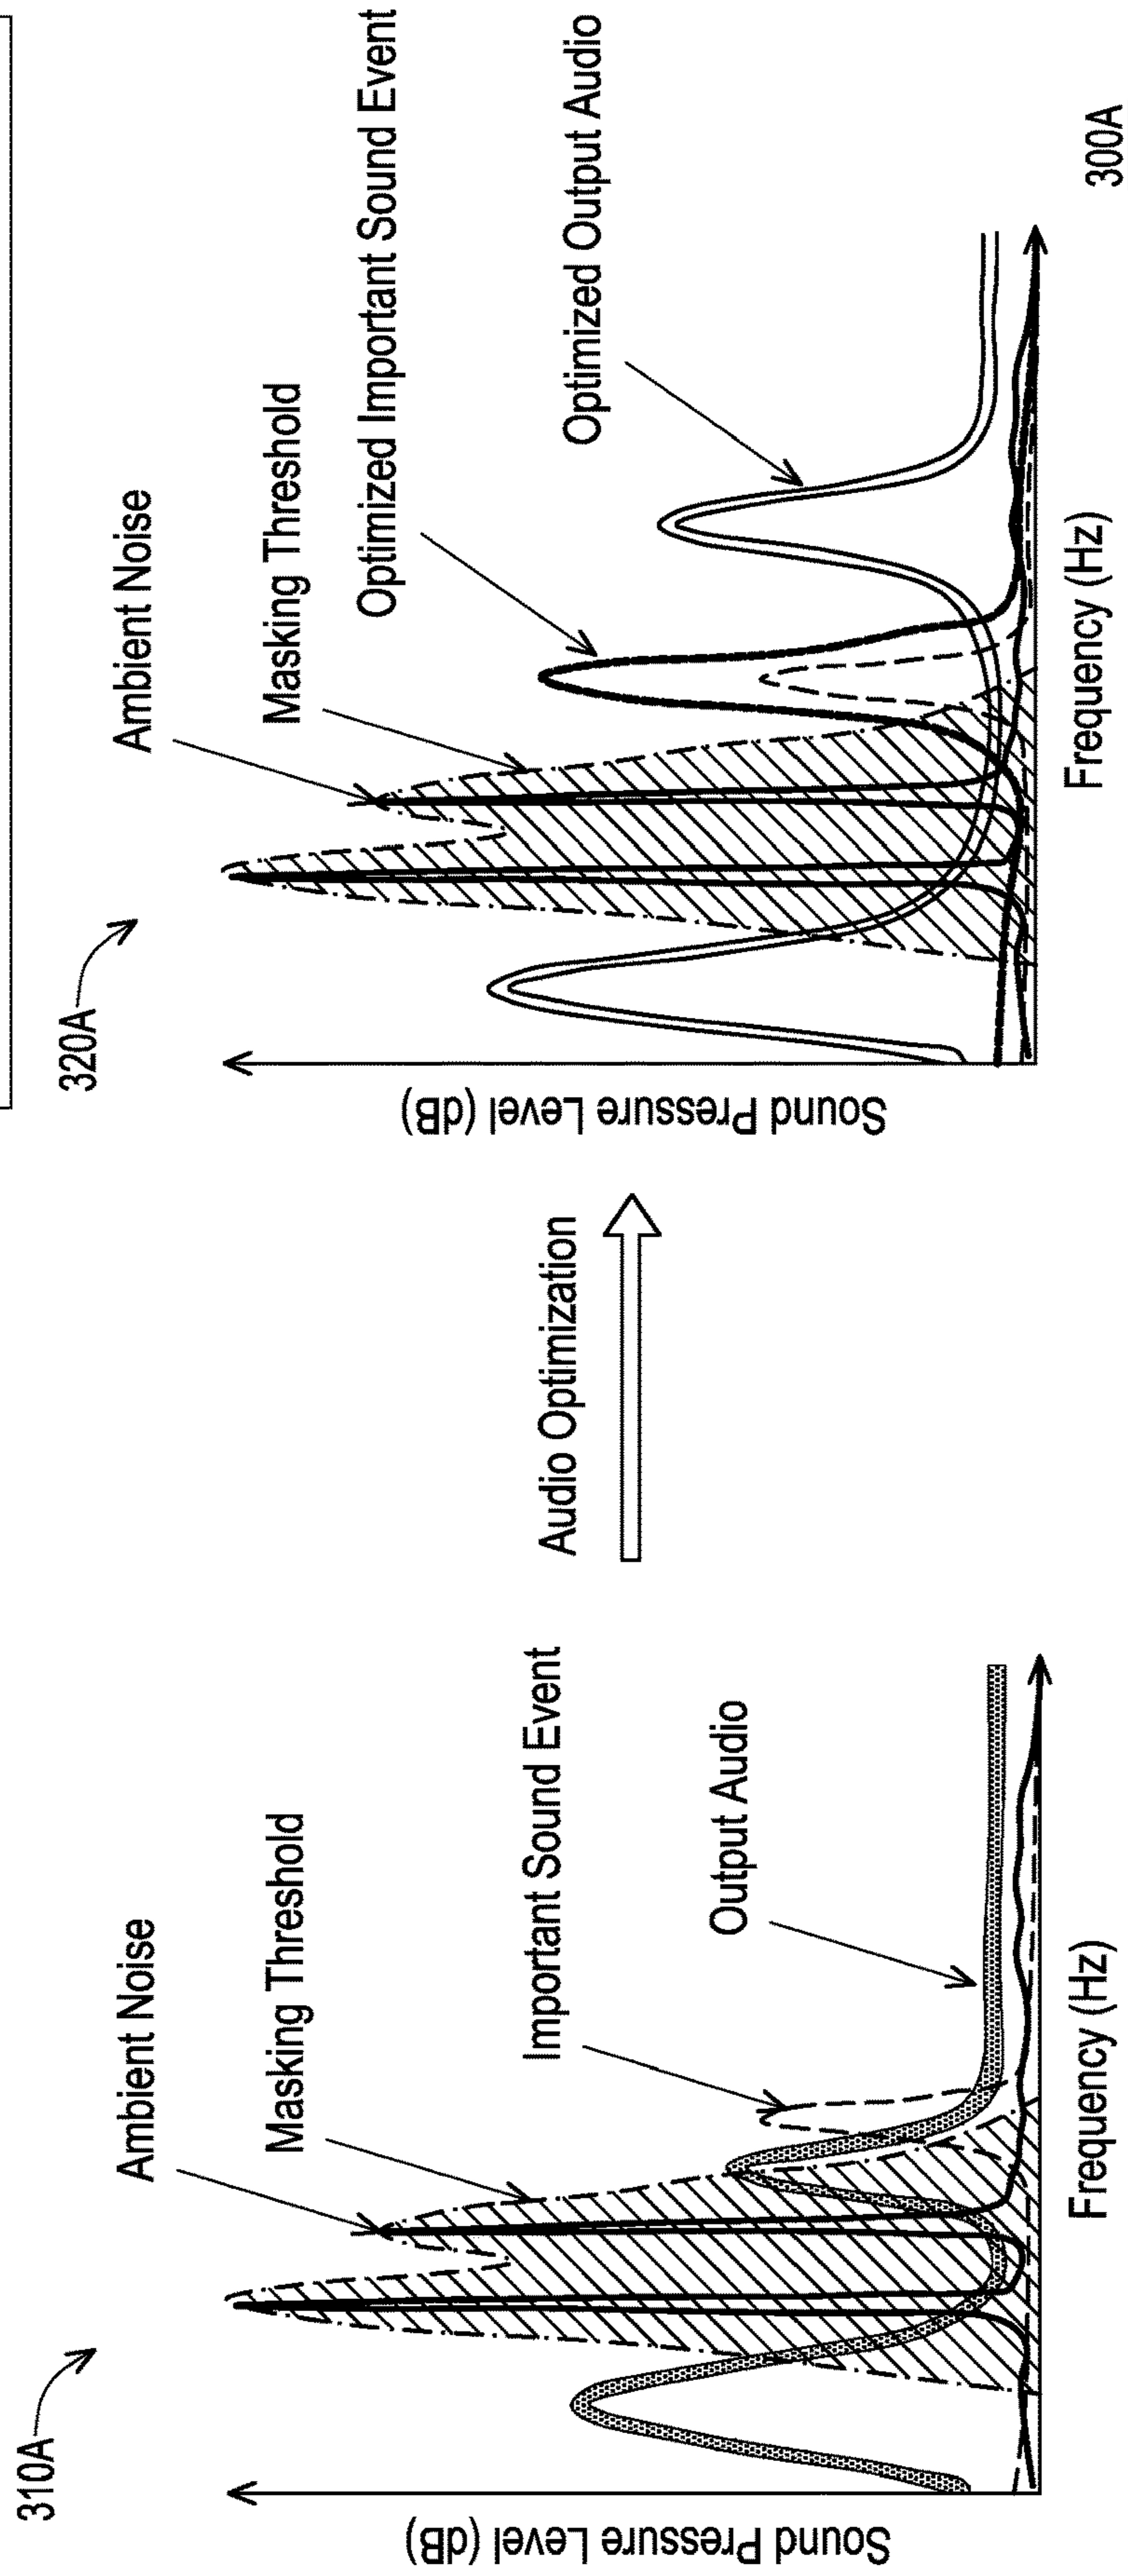 310A
Ambient Noise
Masking Threshold
Important Sound Event
Output Audio
Sound Pressure Level (dB)
Frequency (Hz)
Audio Optimization
320A
Ambient Noise
Masking Threshold
Optimized Important Sound Event
Optimized Output Audio
Sound Pressure Level (dB)
Frequency (Hz)
300A